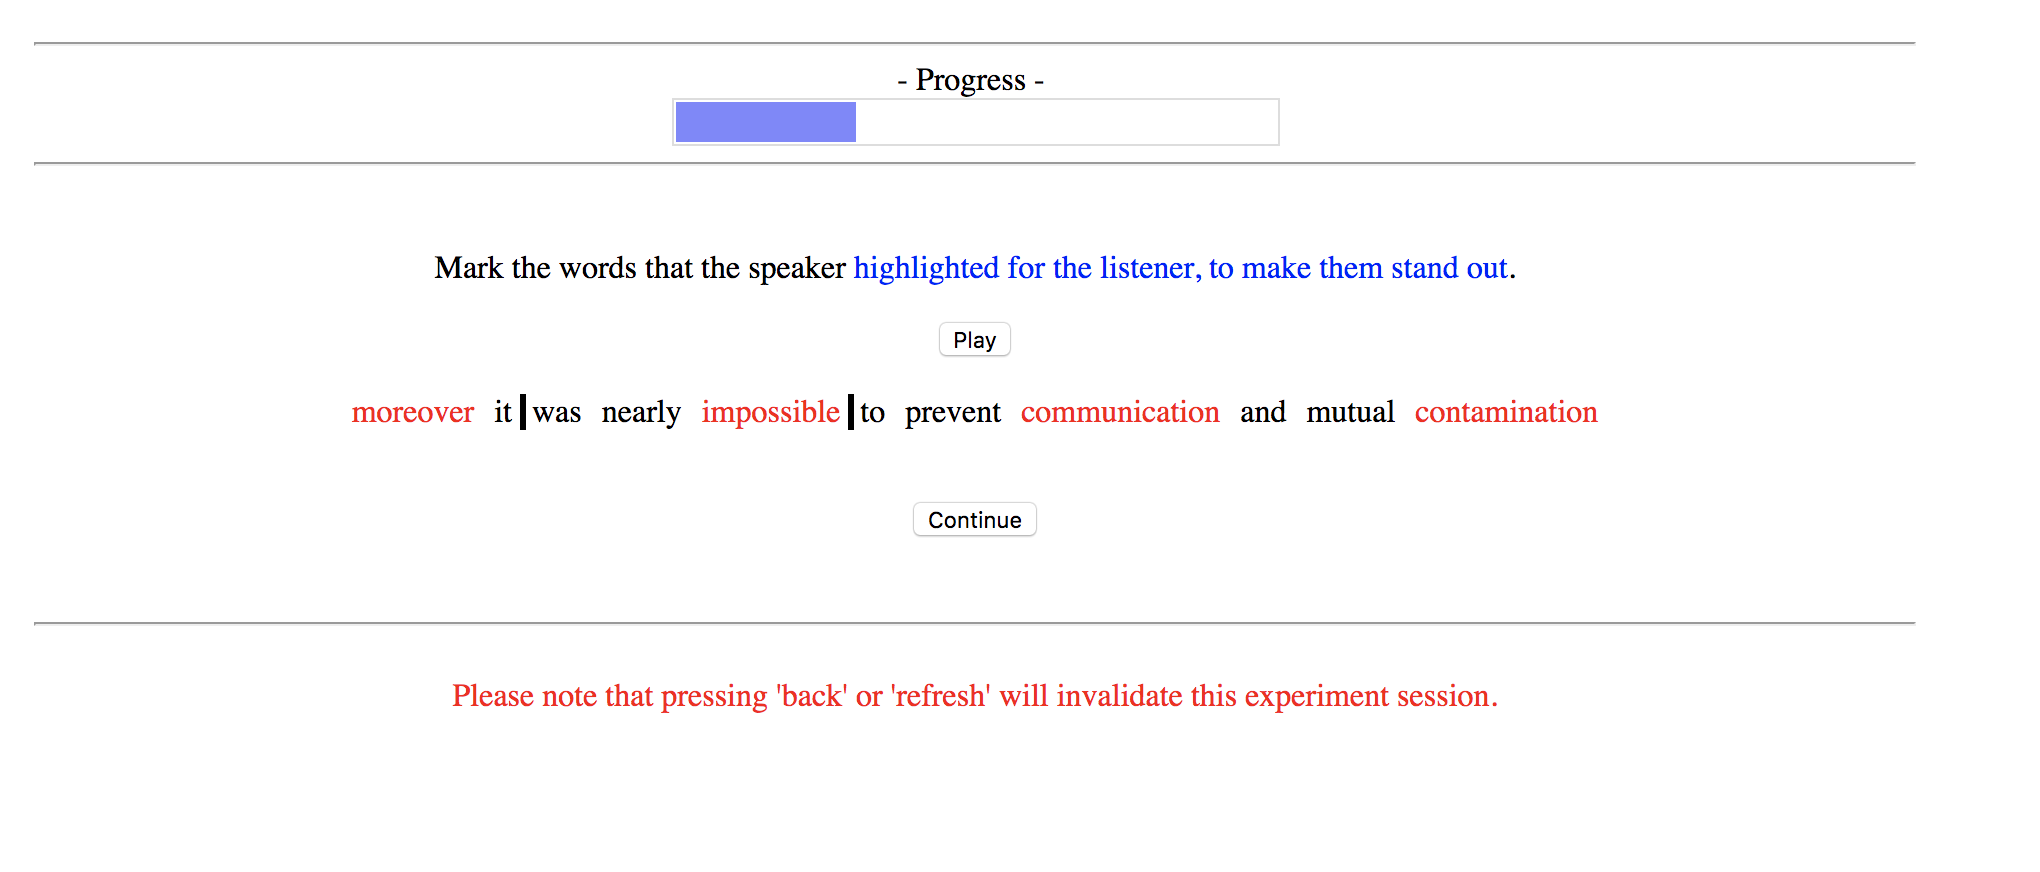 - Progress -
Mark the words that the speaker highlighted for the listener, to make them stand out.
Play
moreover it was nearly impossible to prevent communication and mutual contamination
Continue
Please note that pressing 'back' or 'refresh' will invalidate this experiment session.